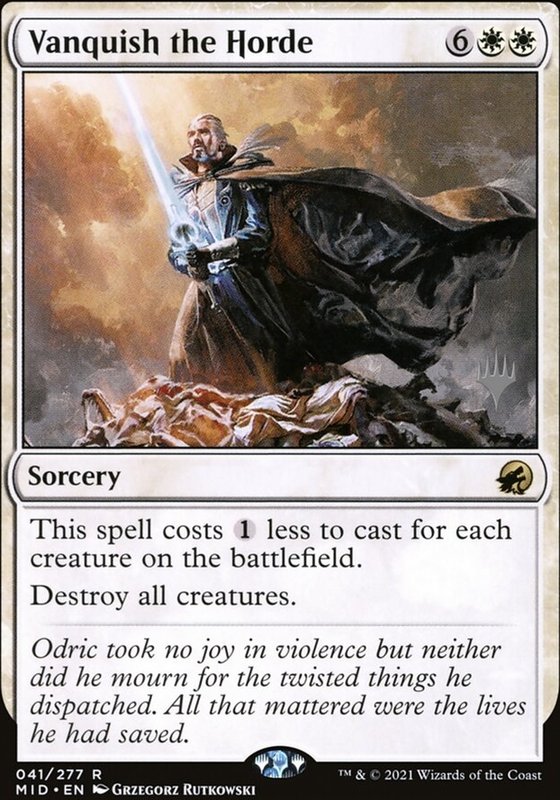 Vanquish the Horde 6
Sorcery
This spell costs 1 less to cast for each
creature on the battlefield.
Destroy all creatures.
Odric took no joy in violence but neither
did he mourn for the twisted things he
dispatched. All that mattered were the lives
he had saved.
041/277 R
MID • EN Grzegorz Rutkowski
™ & © 2021 Wizards of the Coast